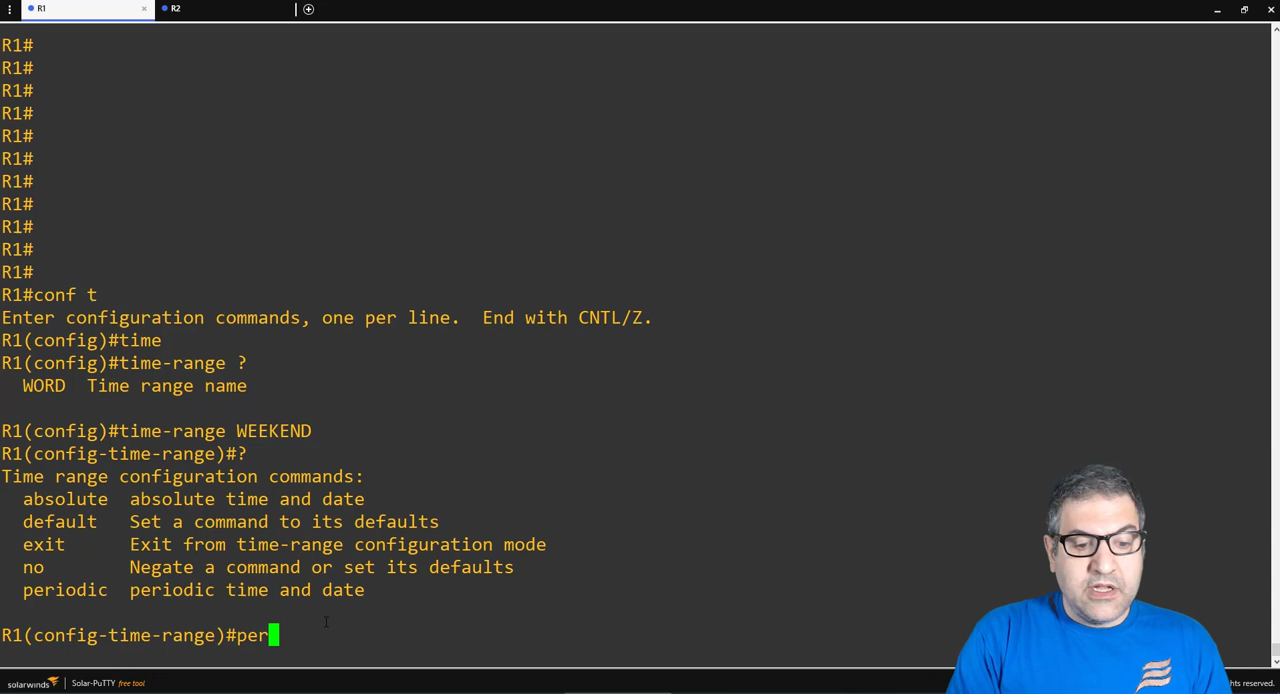 R1
R2
R1#
R1#
R1#
R1#
R1#
R1#
R1#
R1#
R1#
R1#
R1#
R1#conf t
Enter configuration commands, one per line.  End with CNTL/Z.
R1(config)#time
R1(config)#time-range ?
  WORD  Time range name
R1(config)#time-range WEEKEND
R1(config-time-range)#?
Time range configuration commands:
  absolute  absolute time and date
  default   Set a command to its defaults
  exit      Exit from time-range configuration mode
  no        Negate a command or set its defaults
  periodic  periodic time and date
R1(config-time-range)#per
solarwinds Solar-PuTTY free tool
hts reserved.